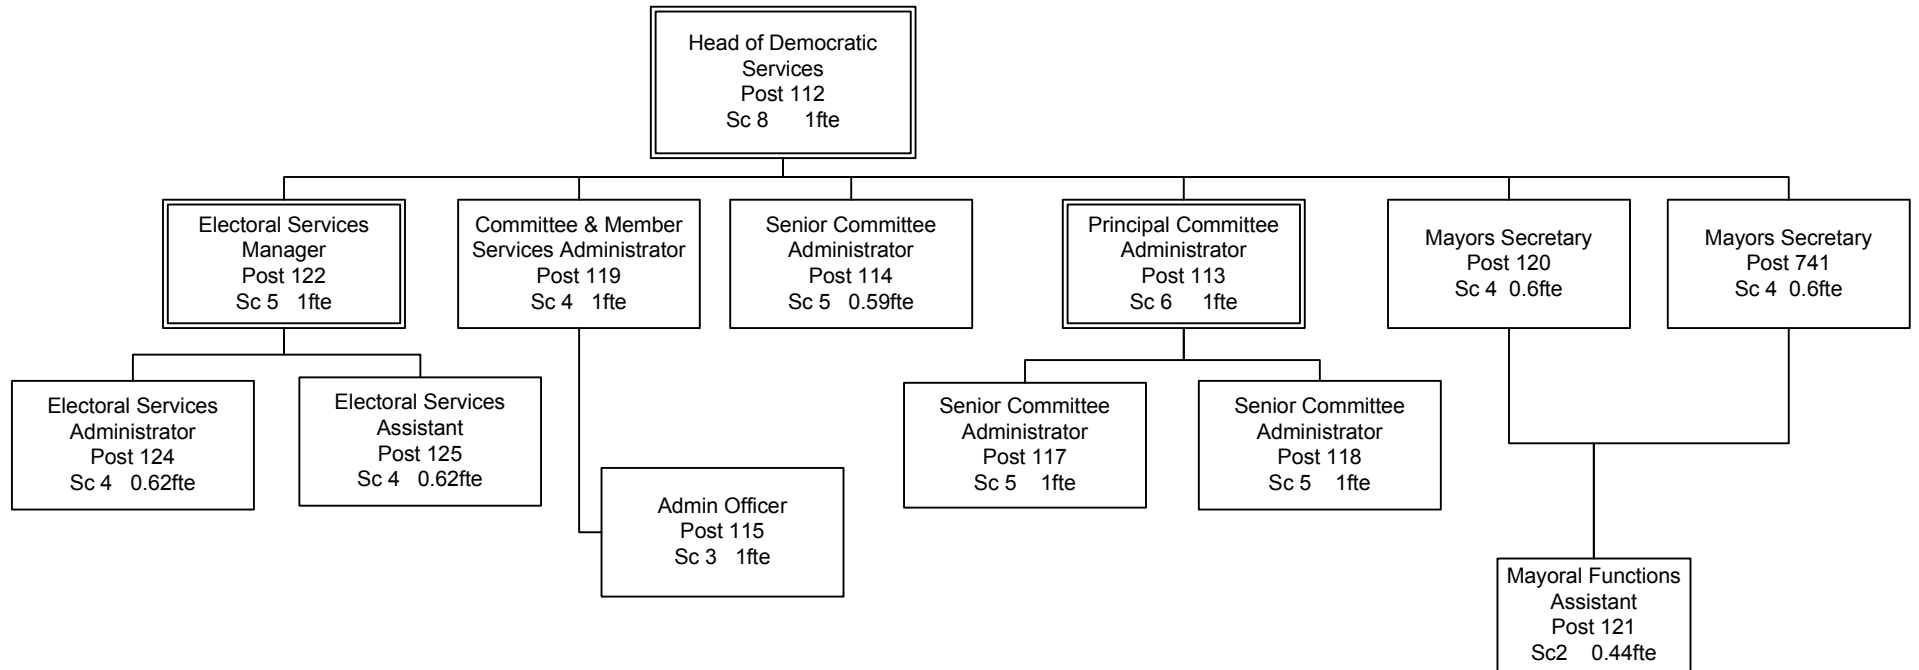 Head of Democratic
Services
Post 112
Sc 8 1fte
Electoral Services
Manager
Post 122
Sc 5 1fte
Committee & Member
Services Administrator
Post 119
Sc 4 1fte
Senior Committee
Administrator
Post 114
Sc 5 0.59fte
Principal Committee
Administrator
Post 113
Sc 6 1fte
Mayors Secretary
Post 120
Sc 4 0.6fte
Mayors Secretary
Post 741
Sc 4 0.6fte
Electoral Services
Administrator
Post 124
Sc 4 0.62fte
Electoral Services
Assistant
Post 125
Sc 4 0.62fte
Senior Committee
Administrator
Post 117
Sc 5 1fte
Senior Committee
Administrator
Post 118
Sc 5 1fte
Admin Officer
Post 115
Sc 3 1fte
Mayoral Functions
Assistant
Post 121
Sc2 0.44fte